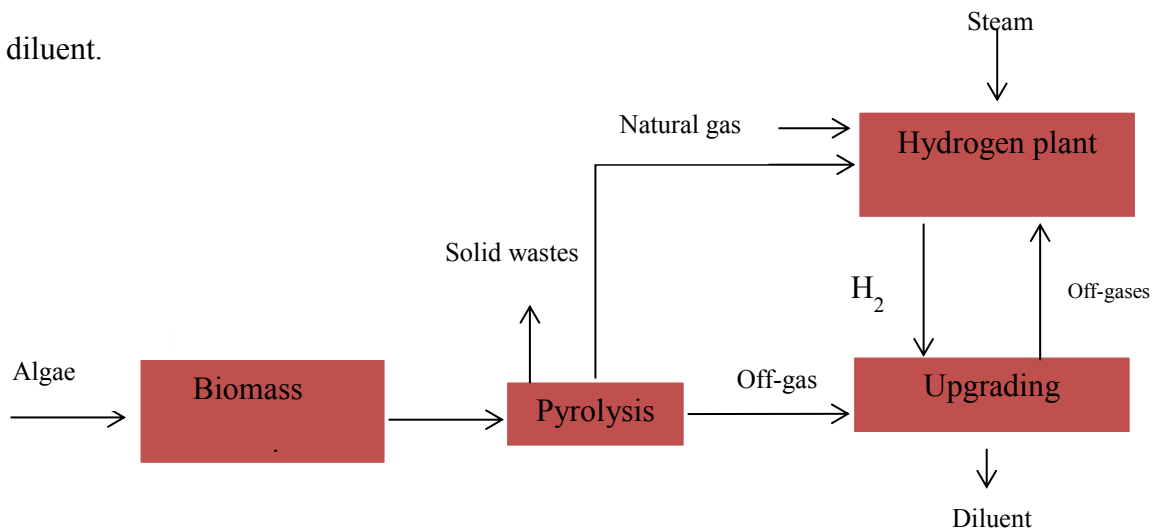 Steam
diluent.
Natural gas
Hydrogen plant
Solid wastes
H₂
Off-gases
Algae
Biomass
.
Pyrolysis
Off-gas
Upgrading
Diluent